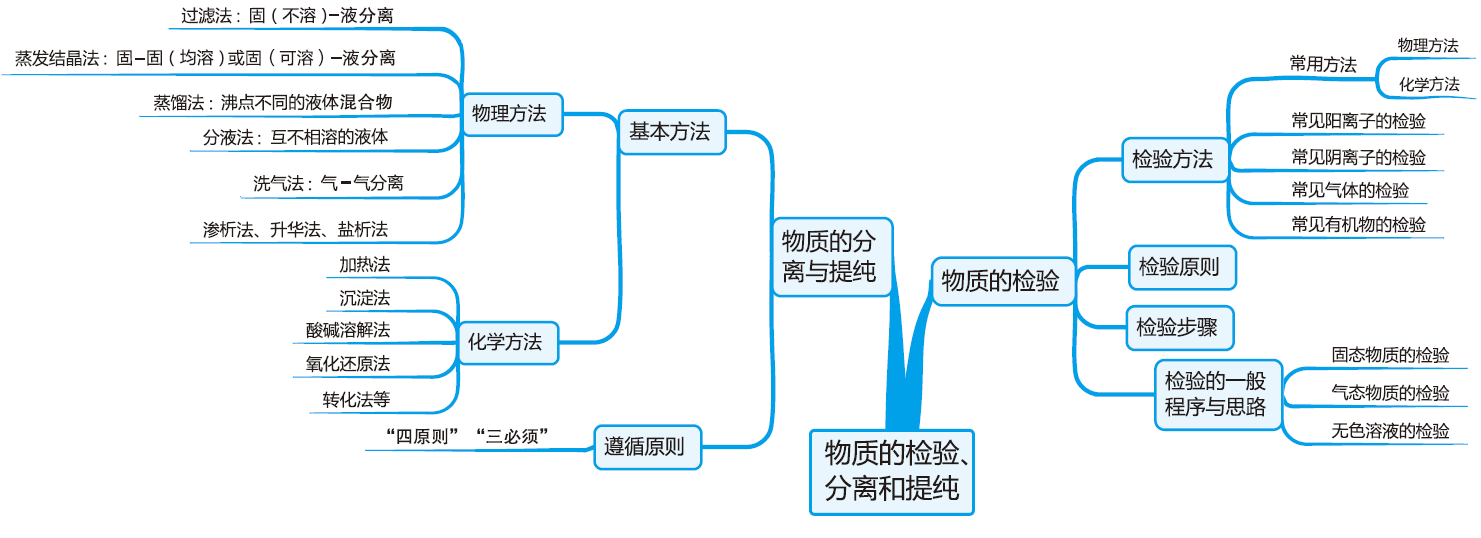 过滤法：固（不溶）–液分离
蒸发结晶法：固–固（均溶）或固（可溶）–液分离
蒸馏法：沸点不同的液体混合物
分液法：互不相溶的液体
洗气法：气–气分离
渗析法、升华法、盐析法
物理方法
加热法
沉淀法
酸碱溶解法
氧化还原法
转化法等
化学方法
基本方法
“四原则” “三必须”
遵循原则
物质的分
离与提纯
物质的检验、
分离和提纯
物质的检验
检验方法
常用方法
物理方法
化学方法
常见阳离子的检验
常见阴离子的检验
常见气体的检验
常见有机物的检验
检验原则
检验步骤
检验的一般
程序与思路
固态物质的检验
气态物质的检验
无色溶液的检验